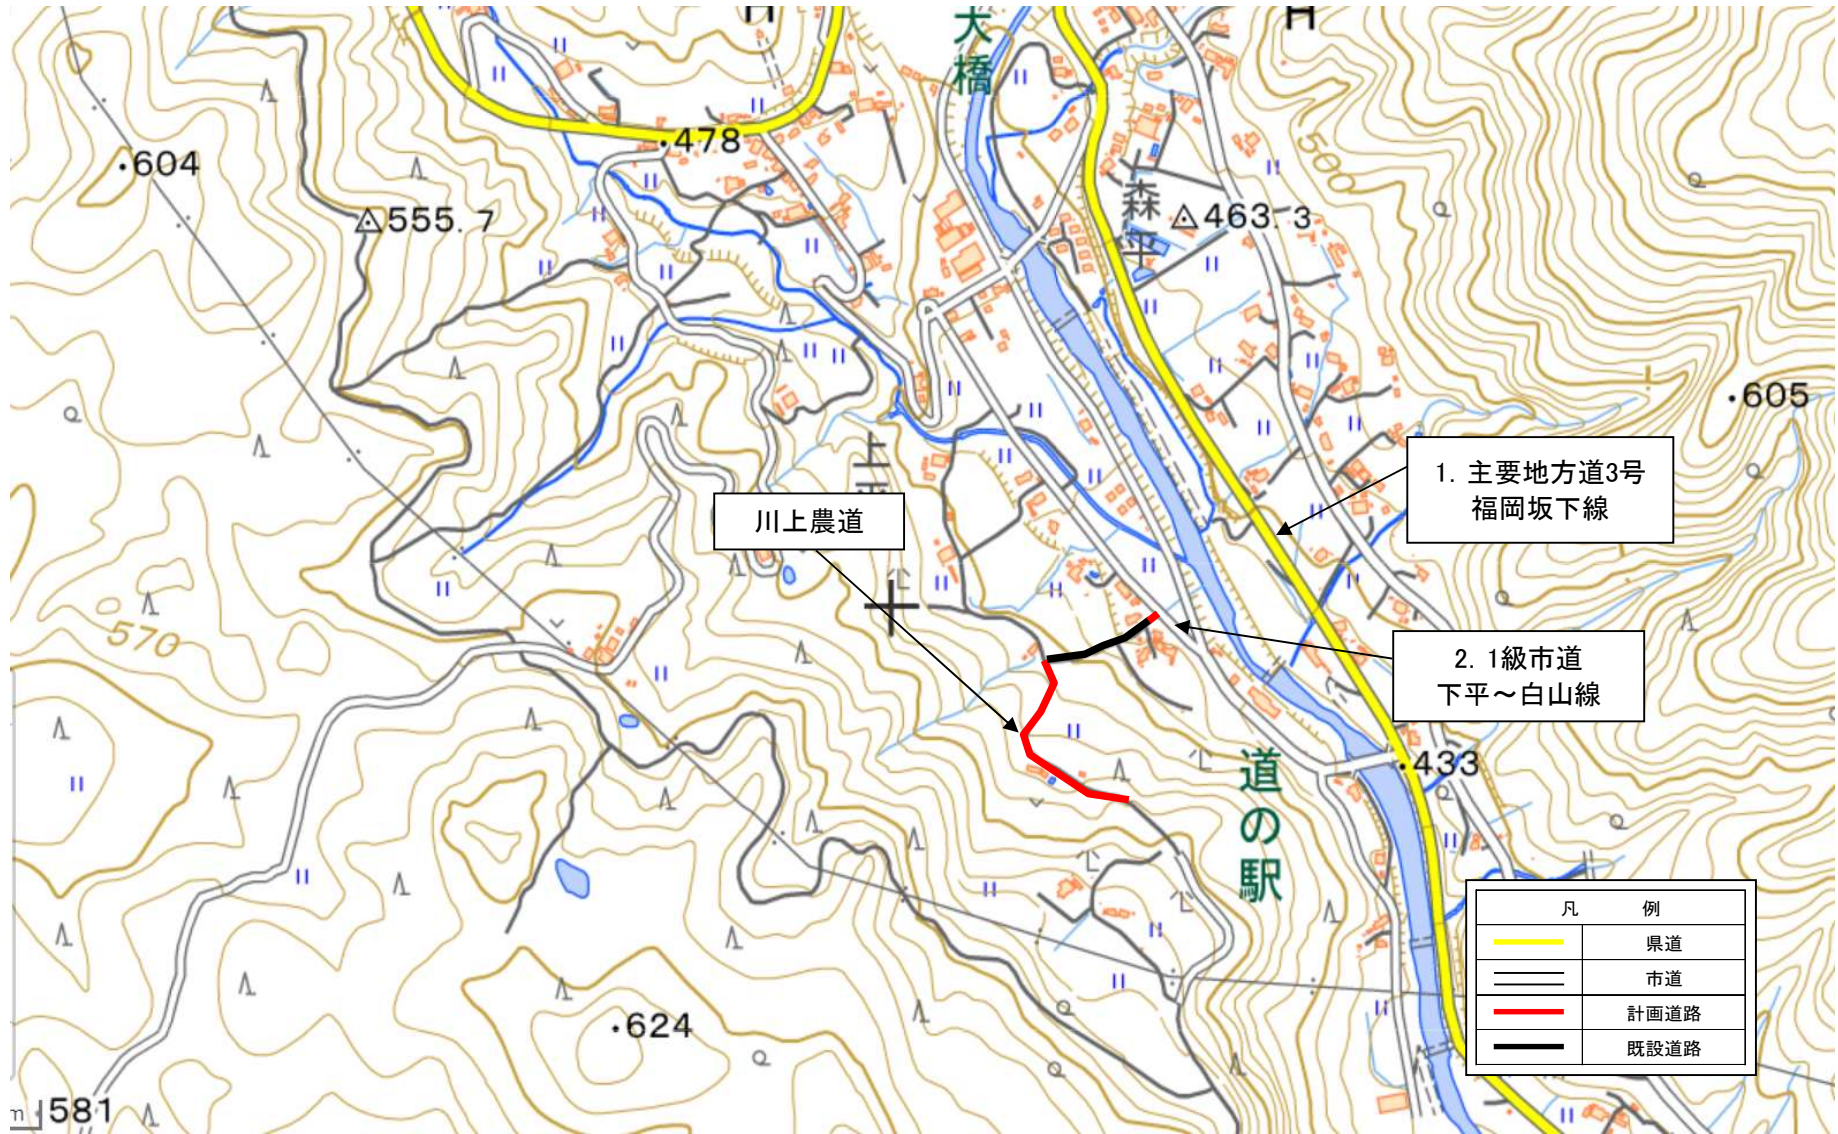 大橋
478
604
555.7
森平
463.3
500
605
上平
1. 主要地方道3号
福岡坂下線
川上農道
570
2. 1級市道
下平～白山線
道の駅
433
凡　例
県道
市道
計画道路
既設道路
624
m
581